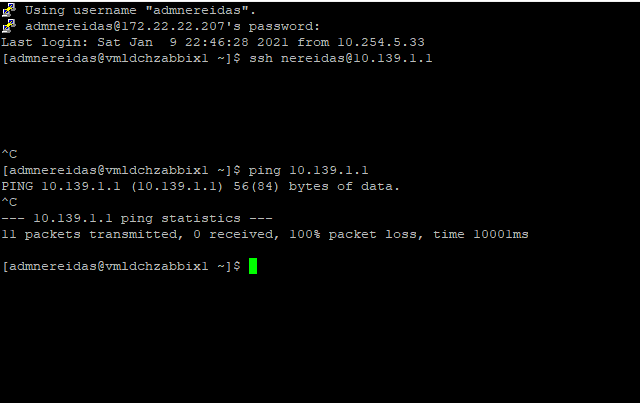 Using username "admnereidas".
admnereidas@172.22.22.207's password:
Last login: Sat Jan  9 22:46:28 2021 from 10.254.5.33
[admnereidas@vmldchzabbix1 ~]$ ssh nereidas@10.139.1.1
^C
[admnereidas@vmldchzabbix1 ~]$ ping 10.139.1.1
PING 10.139.1.1 (10.139.1.1) 56(84) bytes of data.
^C
--- 10.139.1.1 ping statistics ---
11 packets transmitted, 0 received, 100% packet loss, time 10001ms
[admnereidas@vmldchzabbix1 ~]$